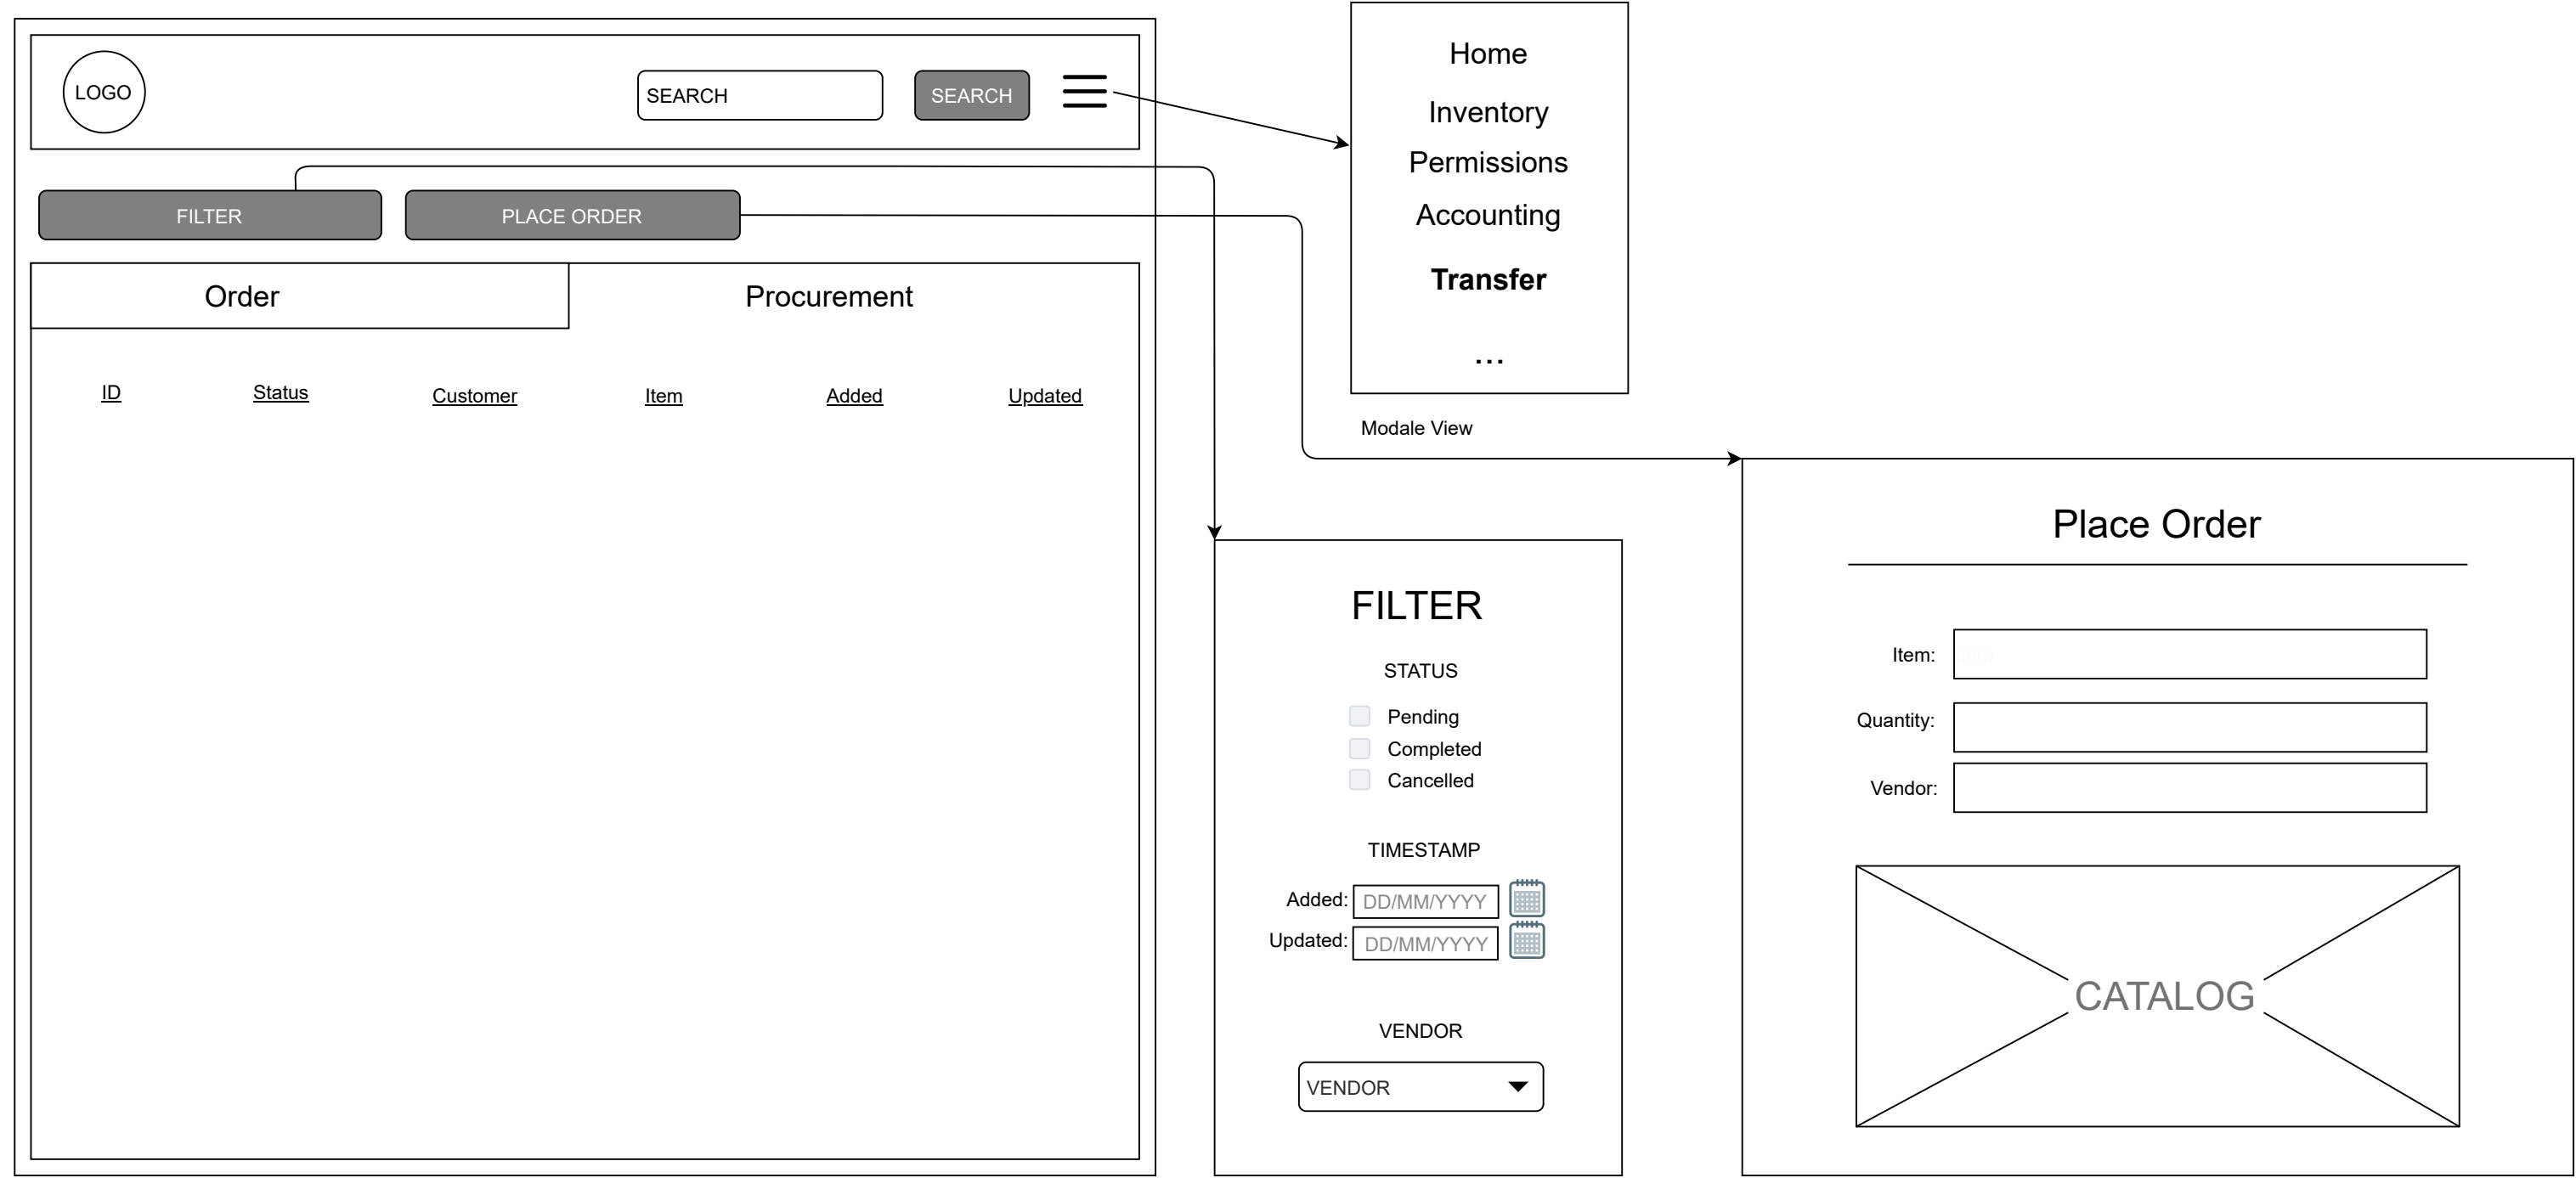 LOGO
SEARCH
SEARCH
FILTER
PLACE ORDER
Order
Procurement
ID
Status
Customer
Item
Added
Updated
Home
Inventory
Permissions
Accounting
Transfer
...
Modale View
FILTER
STATUS
Pending
Completed
Cancelled
TIMESTAMP
Added: DD/MM/YYYY
Updated: DD/MM/YYYY
VENDOR
VENDOR
Place Order
Item:
Quantity:
Vendor:
CATALOG